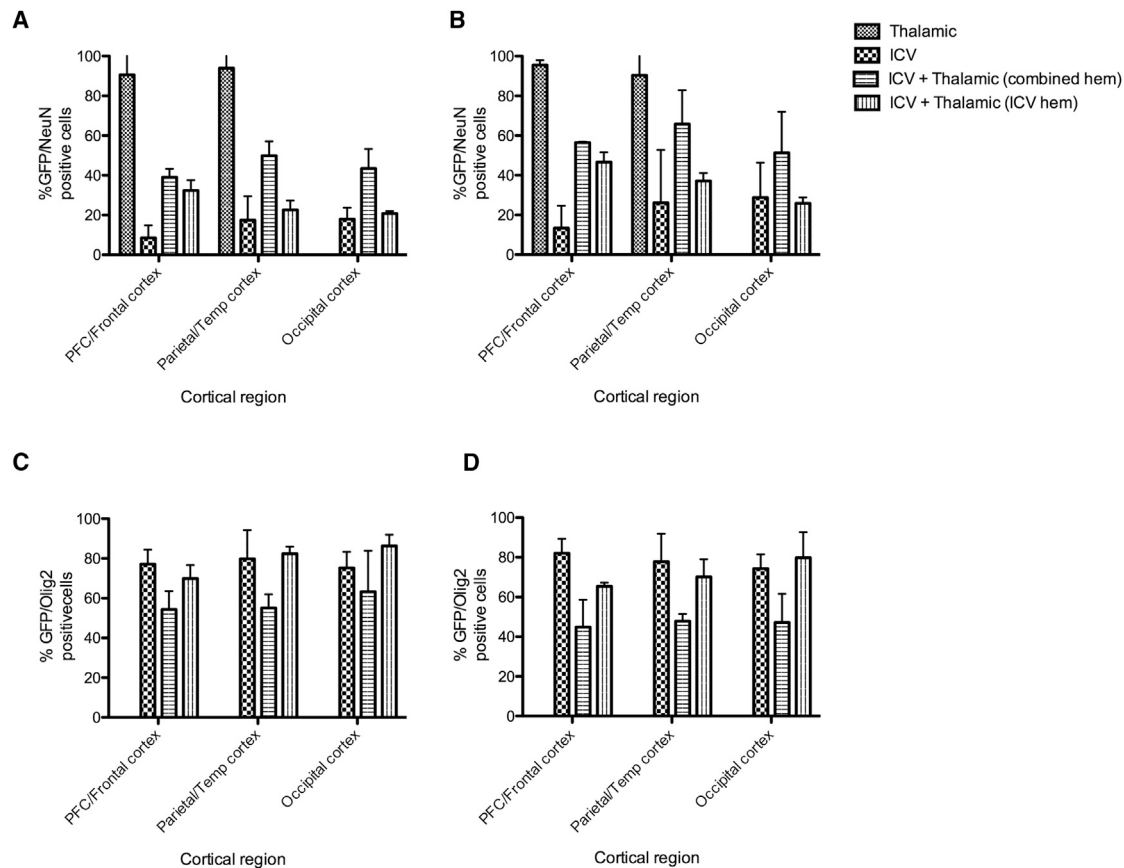 A
100
80
60
40
20
0
%GFP/NeuN
positive cells
PFC/Frontal cortex
Parietal/Temp cortex
Occipital cortex
Cortical region
B
100
80
60
40
20
0
%GFP/NeuN
positive cells
PFC/Frontal cortex
Parietal/Temp cortex
Occipital cortex
Cortical region
Thalamic
ICV
ICV + Thalamic (combined hem)
ICV + Thalamic (ICV hem)
C
100
80
60
40
20
0
% GFP/Olig2
positivecells
PFC/Frontal cortex
Parietal/Temp cortex
Occipital cortex
Cortical region
D
100
80
60
40
20
0
% GFP/Olig2
positive cells
PFC/Frontal cortex
Parietal/Temp cortex
Occipital cortex
Cortical region